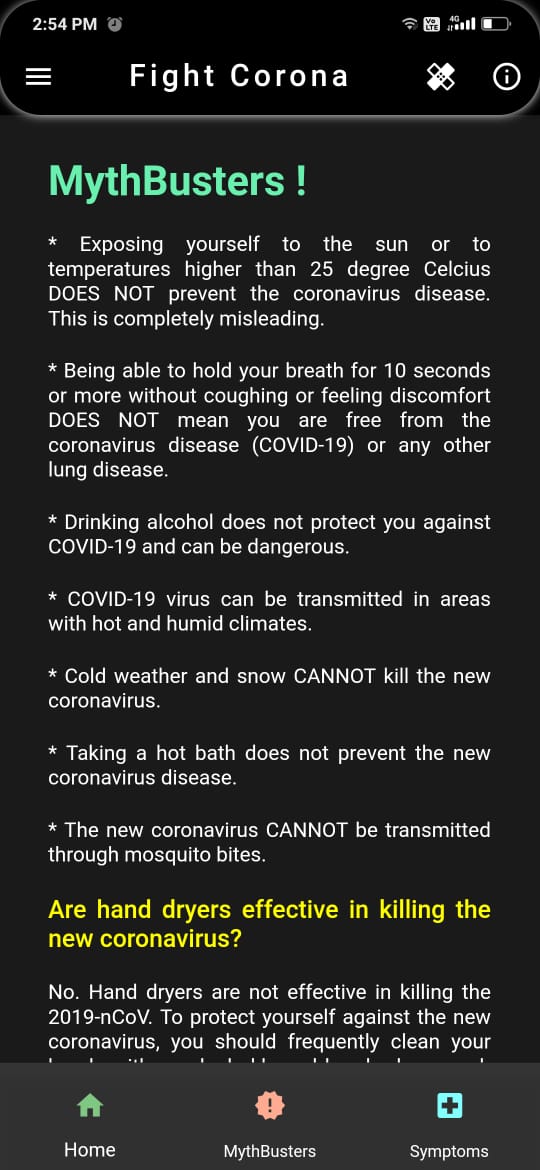 2:54 PM
Vo LTE 4G
Fight Corona
MythBusters !
* Exposing yourself to the sun or to
temperatures higher than 25 degree Celcius
DOES NOT prevent the coronavirus disease.
This is completely misleading.
* Being able to hold your breath for 10 seconds
or more without coughing or feeling discomfort
DOES NOT mean you are free from the
coronavirus disease (COVID-19) or any other
lung disease.
* Drinking alcohol does not protect you against
COVID-19 and can be dangerous.
* COVID-19 virus can be transmitted in areas
with hot and humid climates.
* Cold weather and snow CANNOT kill the new
coronavirus.
* Taking a hot bath does not prevent the new
coronavirus disease.
* The new coronavirus CANNOT be transmitted
through mosquito bites.
Are hand dryers effective in killing the
new coronavirus?
No. Hand dryers are not effective in killing the
2019-nCoV. To protect yourself against the new
coronavirus, you should frequently clean your
Home
MythBusters
Symptoms